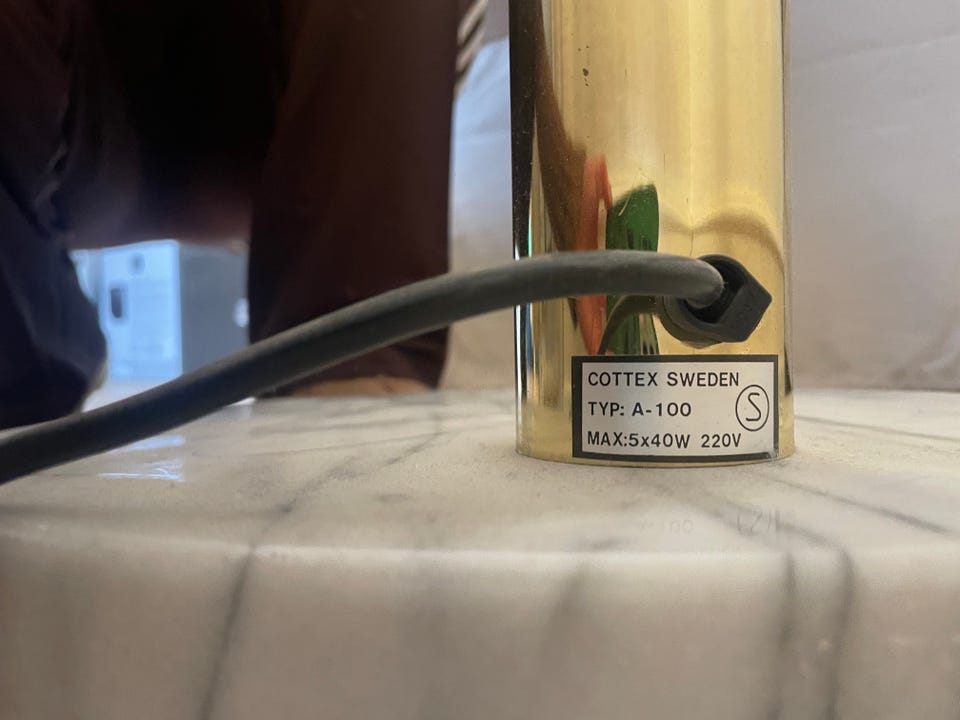 COTTEX SWEDEN
TYP: A-100
S
MAX:5x40W 220V